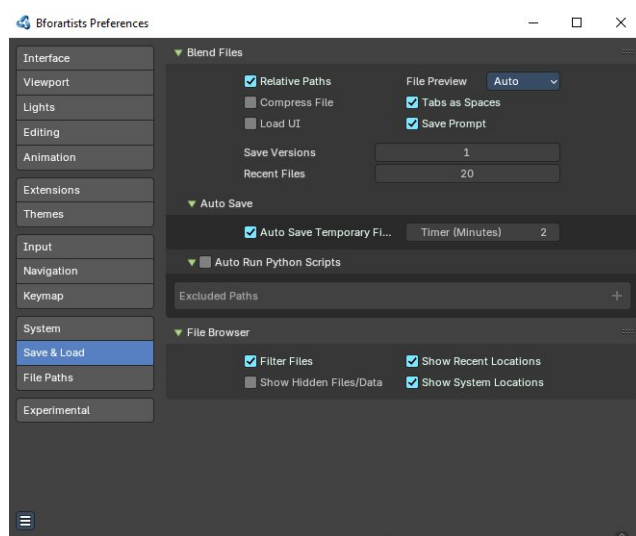 Bforartists Preferences
Interface
Viewport
Lights
Editing
Animation
Extensions
Themes
Input
Navigation
Keymap
System
Save & Load
File Paths
Experimental
Blend Files
Relative Paths File Preview Auto
Compress File Tabs as Spaces
Load UI Save Prompt
Save Versions 1
Recent Files 20
Auto Save
Auto Save Temporary Fi... Timer (Minutes) 2
Auto Run Python Scripts
Excluded Paths
File Browser
Filter Files Show Recent Locations
Show Hidden Files/Data Show System Locations